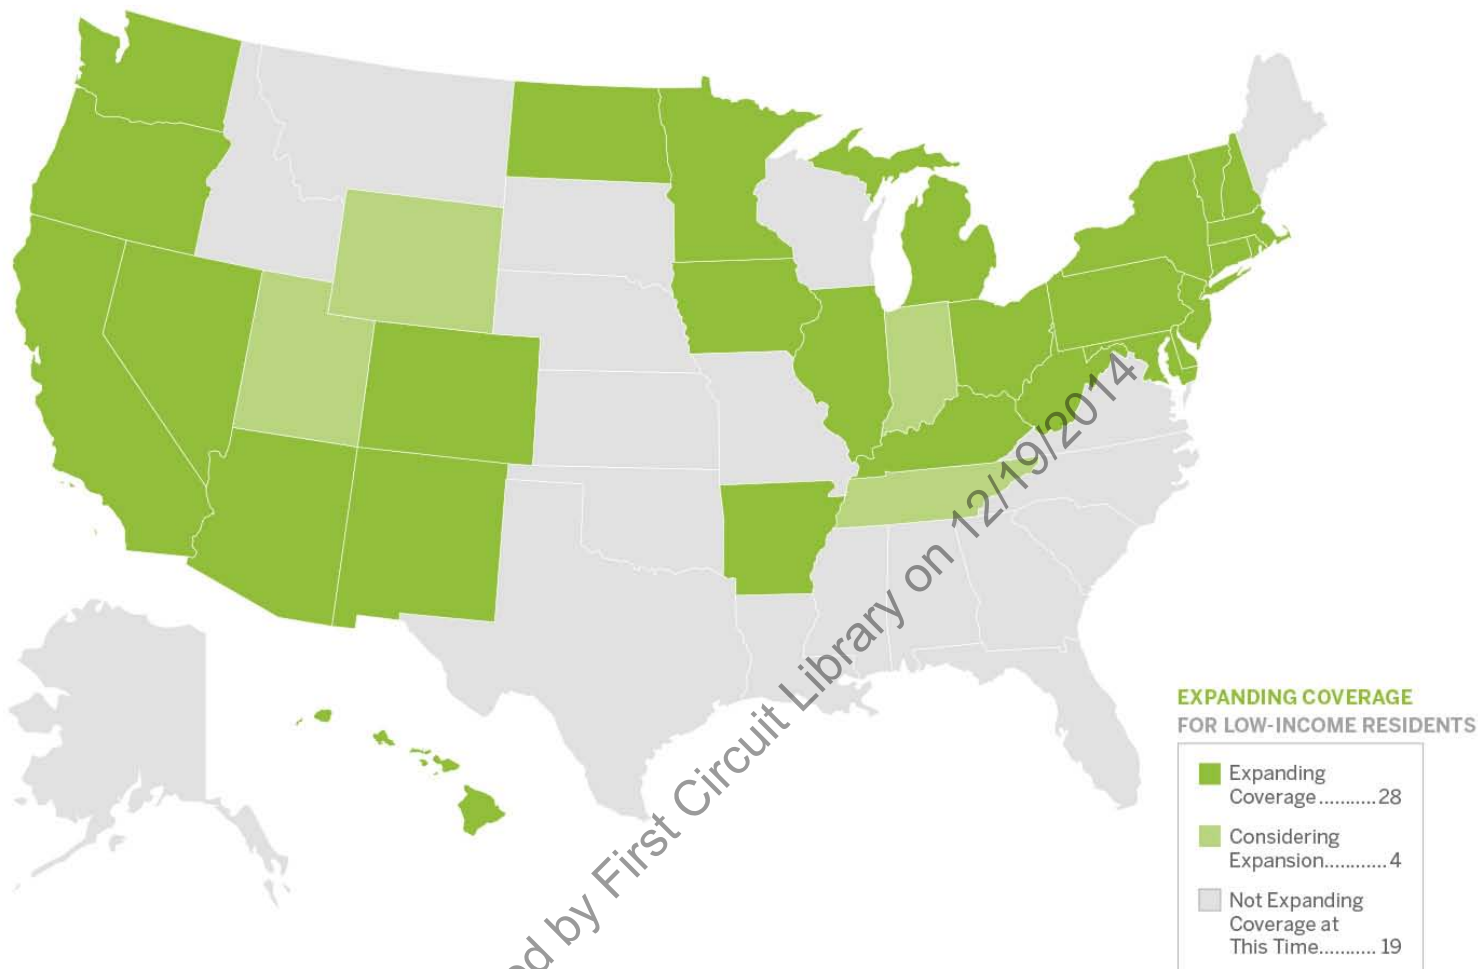 EXPANDING COVERAGE
FOR LOW-INCOME RESIDENTS
Expanding
Coverage...........28
Considering
Expansion............4
Not Expanding
Coverage at
This Time........... 19
by First Circuit Library on 12/19/2014